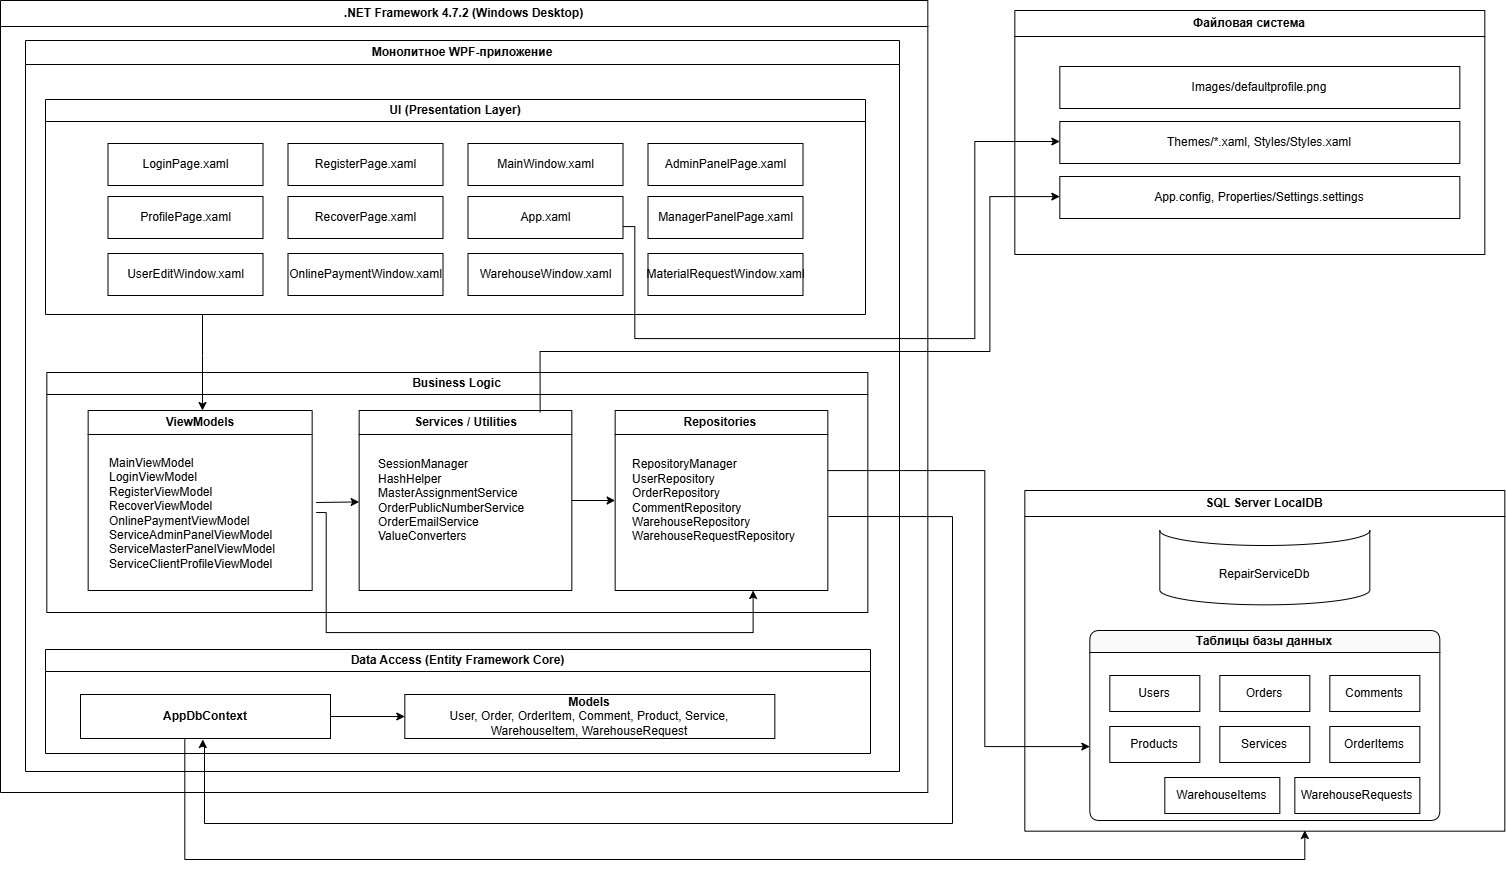 .NET Framework 4.7.2 (Windows Desktop)
Монолитное WPF-приложение
UI (Presentation Layer)
LoginPage.xaml
RegisterPage.xaml
MainWindow.xaml
AdminPanelPage.xaml
ProfilePage.xaml
RecoverPage.xaml
App.xaml
ManagerPanelPage.xaml
UserEditWindow.xaml
OnlinePaymentWindow.xaml
WarehouseWindow.xaml
MaterialRequestWindow.xaml
Business Logic
ViewModels
MainViewModel
LoginViewModel
RegisterViewModel
RecoverViewModel
OnlinePaymentViewModel
ServiceAdminPanelViewModel
ServiceMasterPanelViewModel
ServiceClientProfileViewModel
Services / Utilities
SessionManager
HashHelper
MasterAssignmentService
OrderPublicNumberService
OrderEmailService
ValueConverters
Repositories
RepositoryManager
UserRepository
OrderRepository
CommentRepository
WarehouseRepository
WarehouseRequestRepository
Data Access (Entity Framework Core)
AppDbContext
Models
User, Order, OrderItem, Comment, Product, Service,
WarehouseItem, WarehouseRequest
Файловая система
Images/defaultprofile.png
Themes/*.xaml, Styles/Styles.xaml
App.config, Properties/Settings.settings
SQL Server LocalDB
RepairServiceDb
Таблицы базы данных
Users
Orders
Comments
Products
Services
OrderItems
WarehouseItems
WarehouseRequests